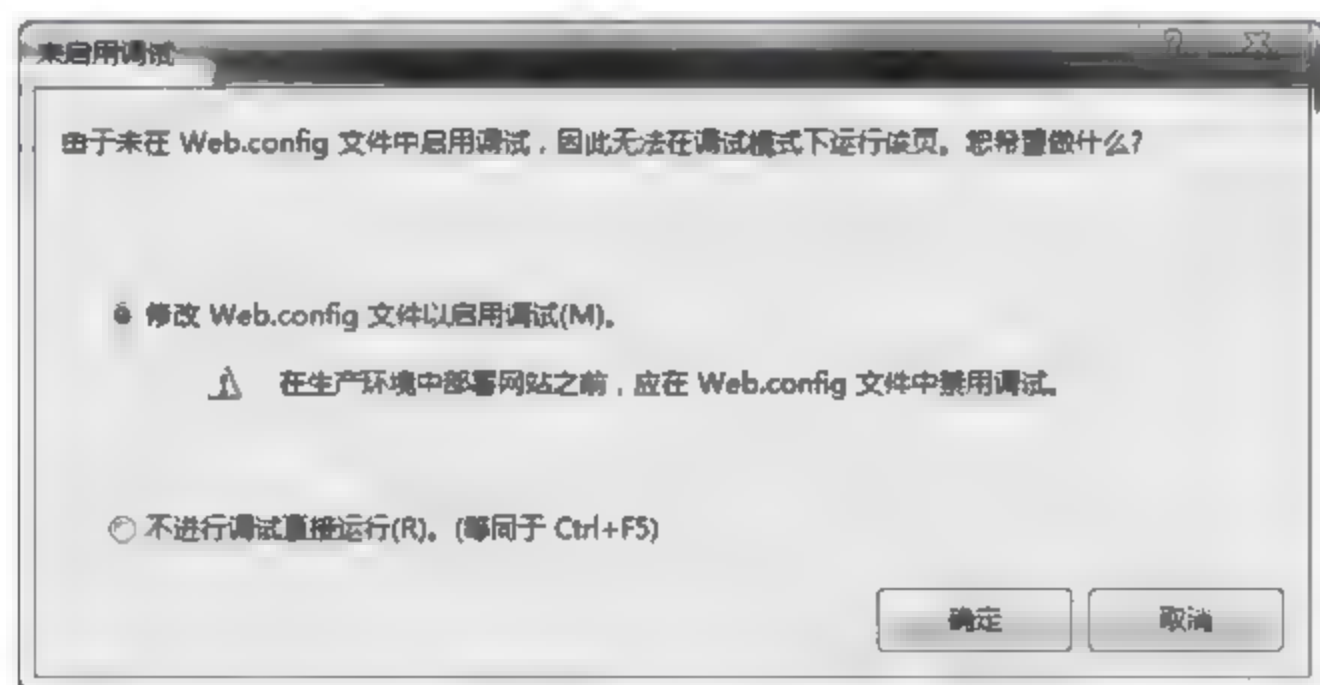 未启用调试
由于未在 Web.config 文件中启用调试，因此无法在调试模式下运行该页。您希望做什么?
修改 Web.config 文件以启用调试(M)。
在生产环境中部署网站之前，应在 Web.config 文件中禁用调试。
不进行调试直接运行(R)。(等同于 Ctrl+F5)
确定
取消